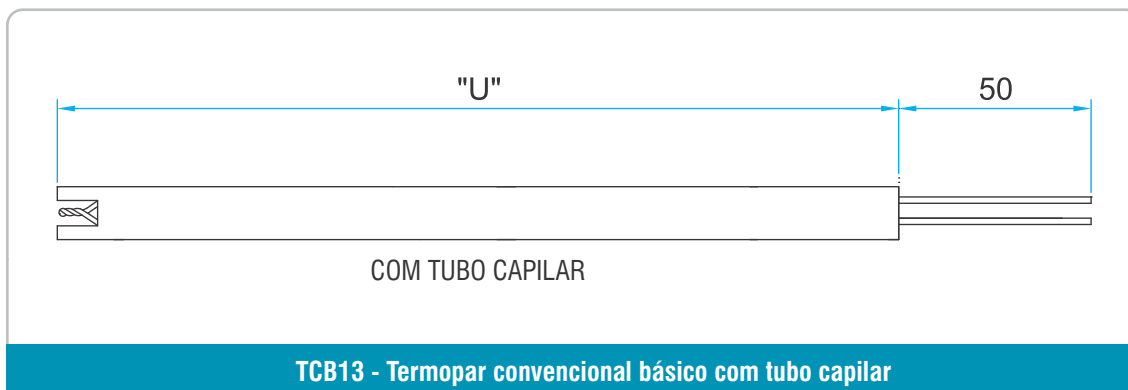 "U" 50
COM TUBO CAPILAR
TCB13 - Termopar convencional básico com tubo capilar